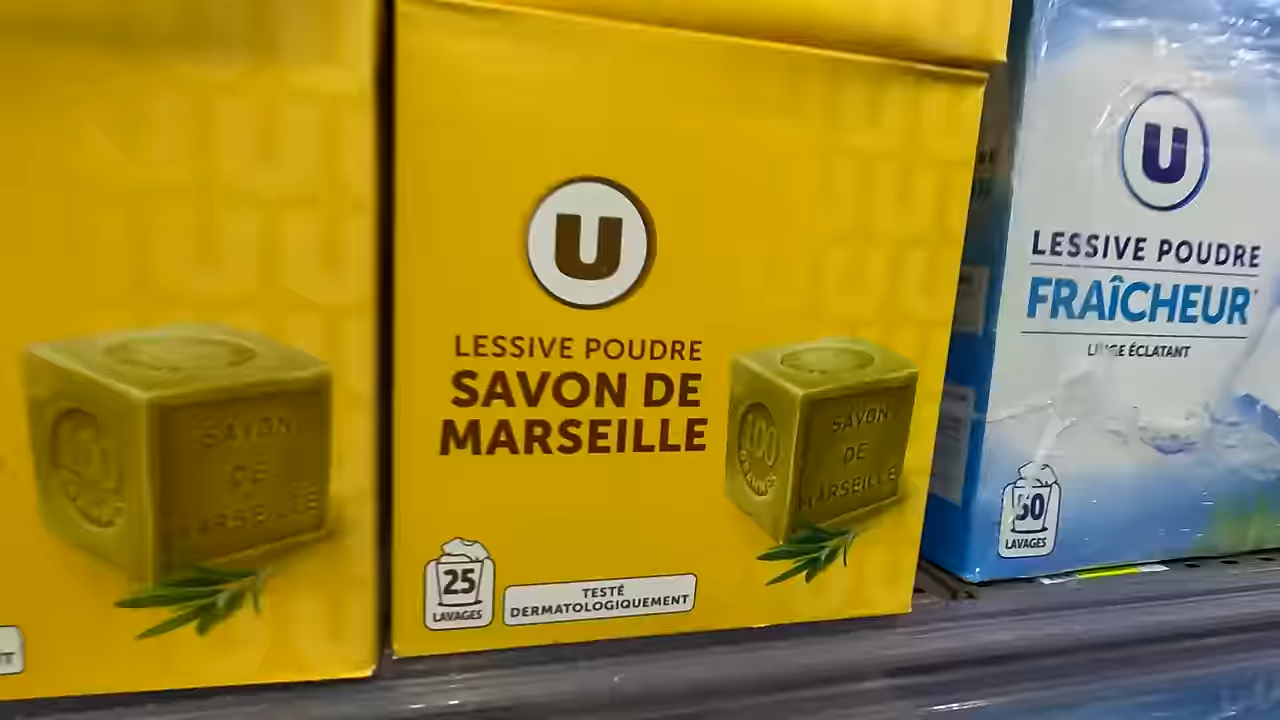 U
LESSIVE POUDRE
SAVON DE
MARSEILLE
25
LAVAGES
TESTÉ
DERMATOLOGIQUEMENT
SAVON
DE
MARSEILLE
SAVON
DE
MARSEILLE
U
LESSIVE POUDRE
FRAÎCHEUR*
LINGE ÉCLATANT
LAVAGES